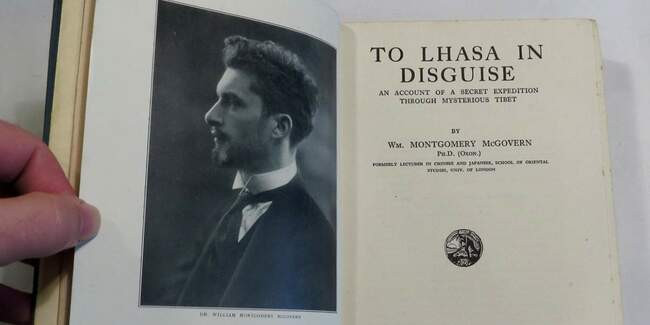 DR. WILLIAM MONTGOMERY MCGOVERN
TO LHASA IN
DISGUISE
AN ACCOUNT OF A SECRET EXPEDITION
THROUGH MYSTERIOUS TIBET
BY
WM. MONTGOMERY McGOVERN
PH.D. (OXON.)
FORMERLY LECTURER IN CHINESE AND JAPANESE, SCHOOL OF ORIENTAL
STUDIES, UNIV. OF LONDON